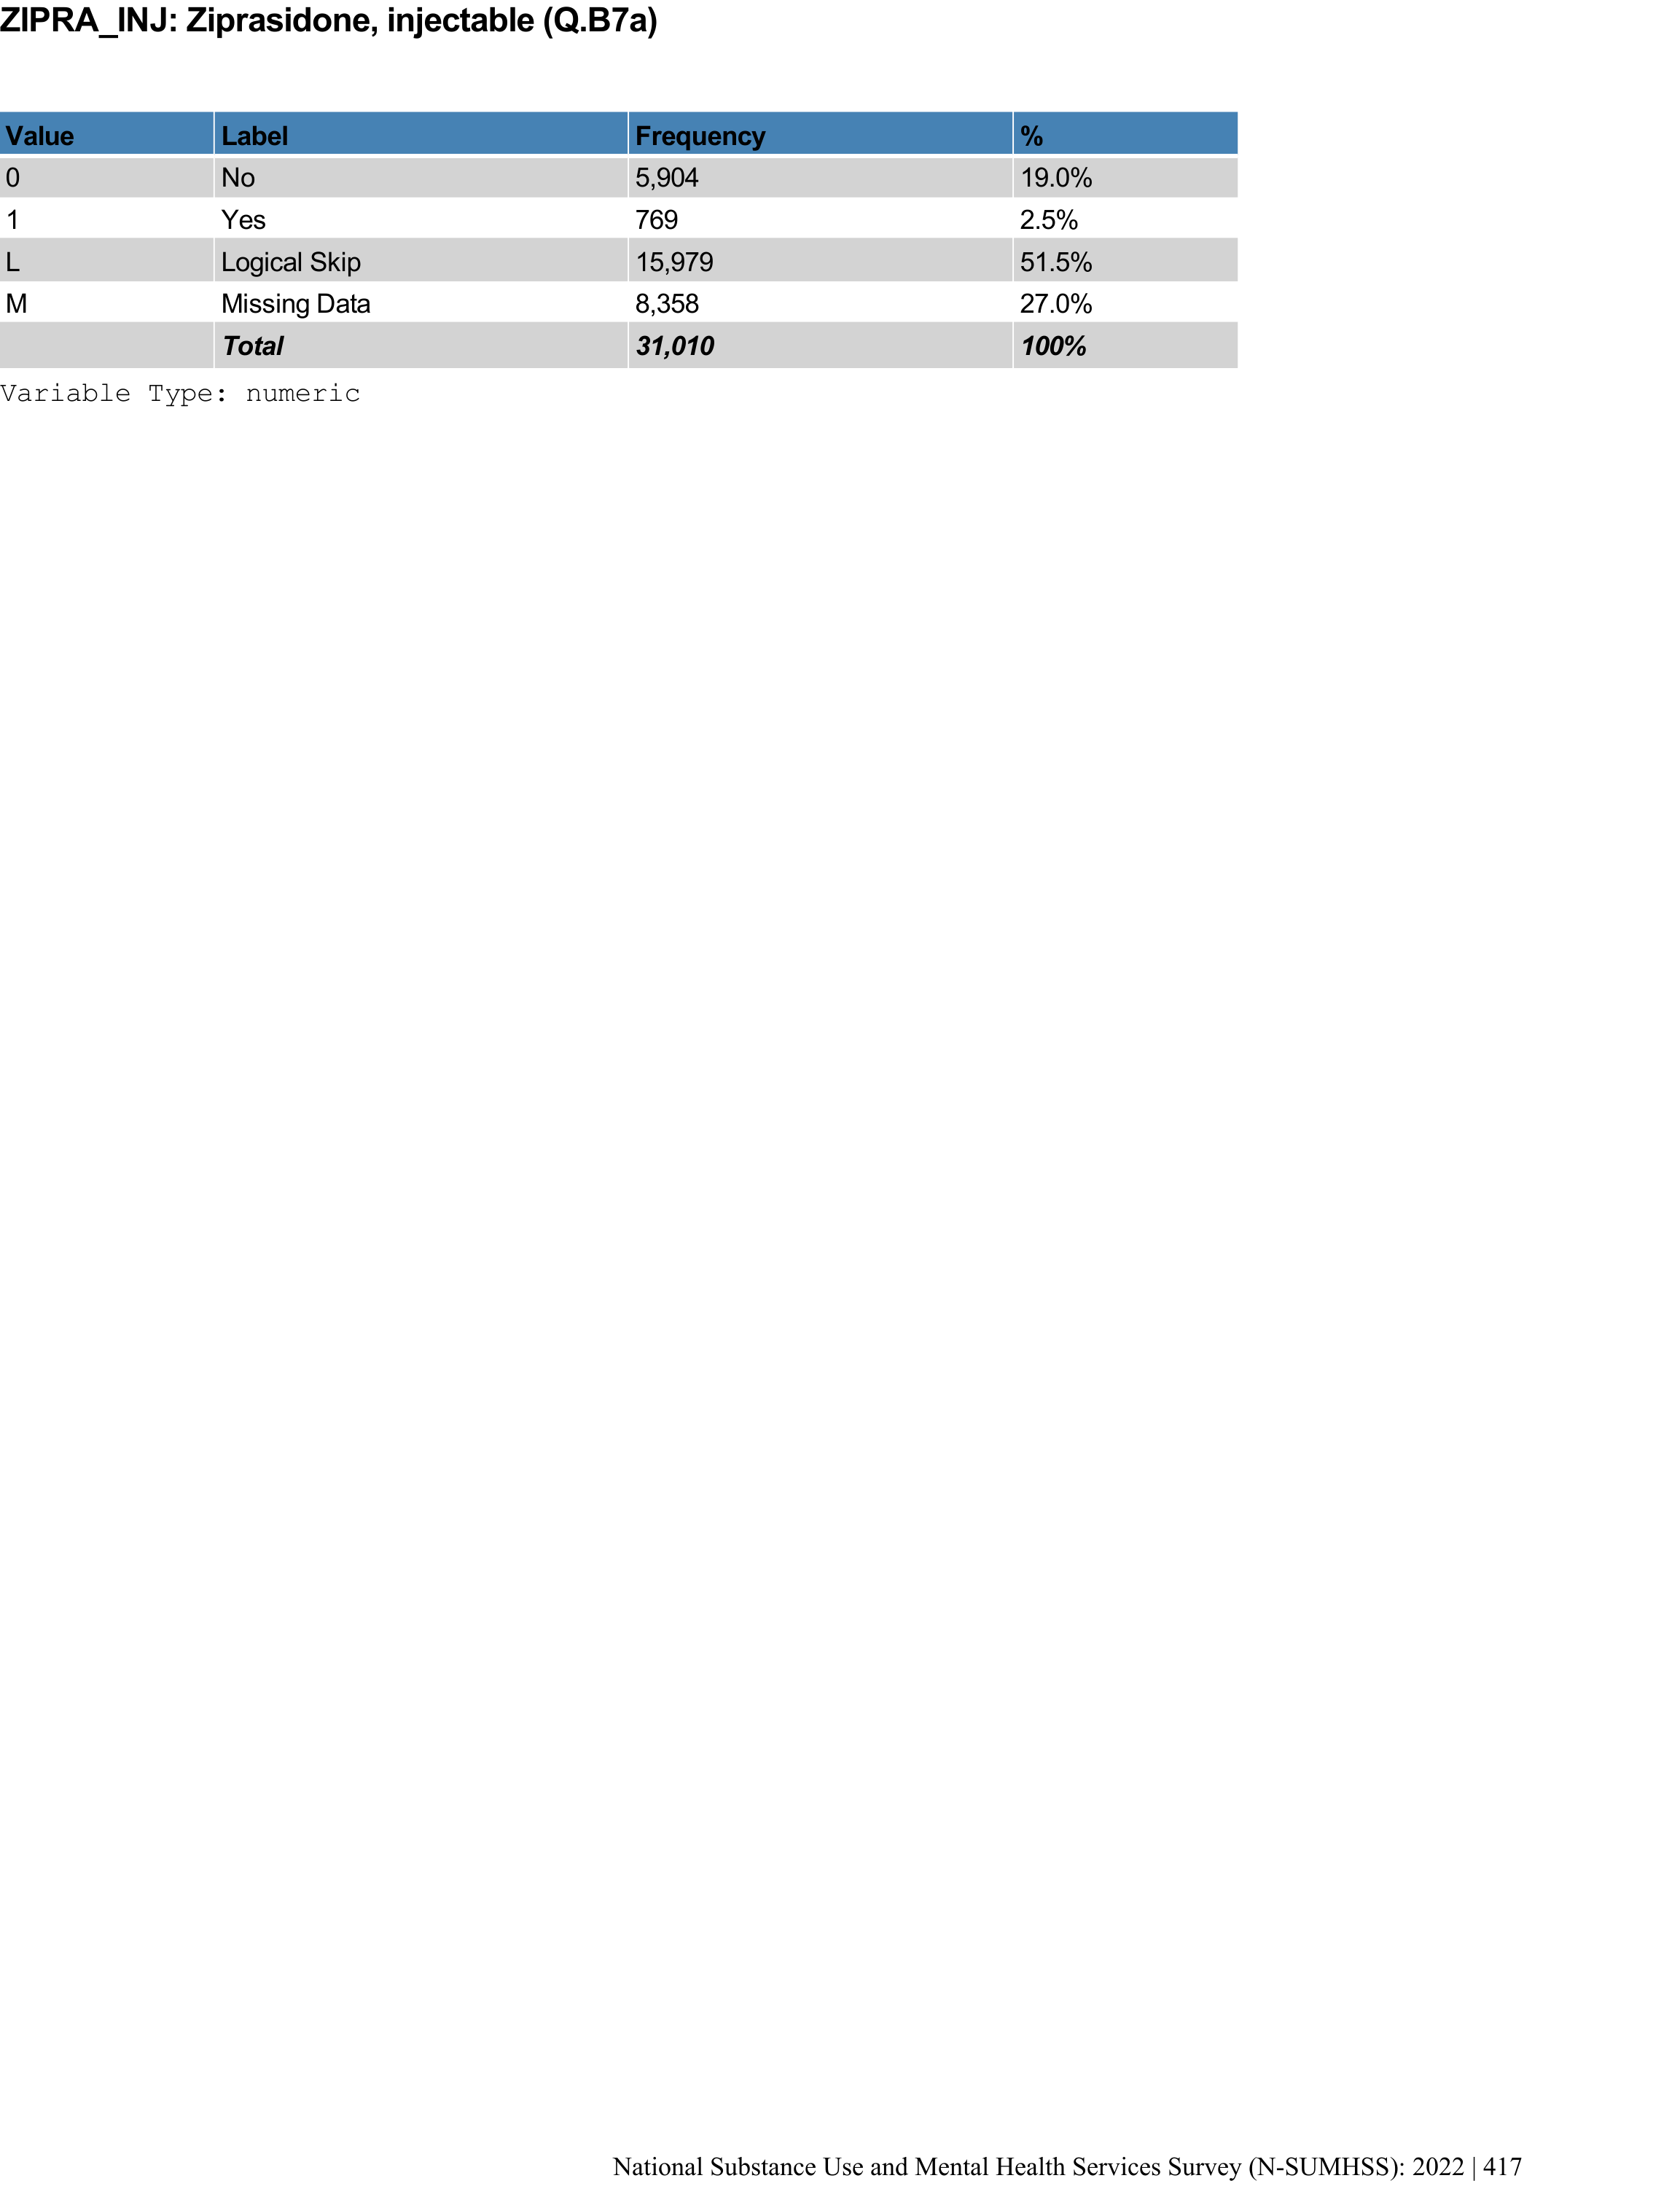 ZIPRA_INJ: Ziprasidone, injectable (Q.B7a)
Value Label Frequency %
0 No 5,904 19.0%
1 Yes 769 2.5%
L Logical Skip 15,979 51.5%
M Missing Data 8,358 27.0%
Total 31,010 100%
Variable Type: numeric
National Substance Use and Mental Health Services Survey (N-SUMHSS): 2022 | 417